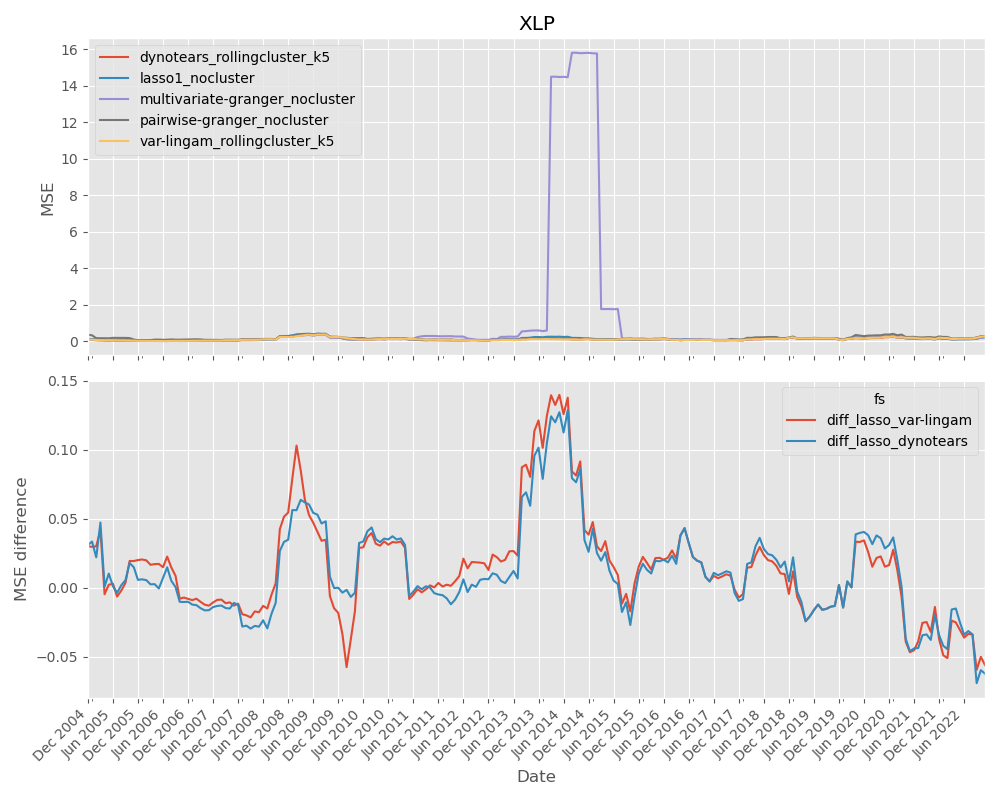 XLP
16
14
12
10
8
6
4
2
0
MSE
dynotears_rollingcluster_k5
lasso1_nocluster
multivariate-granger_nocluster
pairwise-granger_nocluster
var-lingam_rollingcluster_k5
0.15
0.10
0.05
0.00
−0.05
MSE difference
fs
diff_lasso_var-lingam
diff_lasso_dynotears
Dec 2004
Jun 2005
Dec 2005
Jun 2006
Dec 2006
Jun 2007
Dec 2007
Jun 2008
Dec 2008
Jun 2009
Dec 2009
Jun 2010
Dec 2010
Jun 2011
Dec 2011
Jun 2012
Dec 2012
Jun 2013
Dec 2013
Jun 2014
Dec 2014
Jun 2015
Dec 2015
Jun 2016
Dec 2016
Jun 2017
Dec 2017
Jun 2018
Dec 2018
Jun 2019
Dec 2019
Jun 2020
Dec 2020
Jun 2021
Dec 2021
Jun 2022
Date